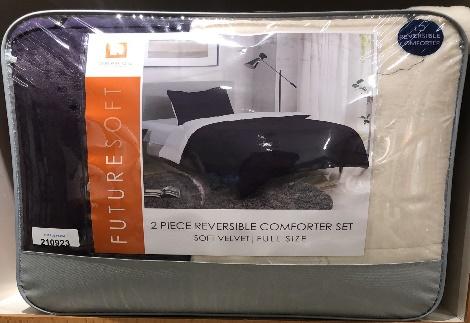 REVERSIBLE
COMFORTER
FUTURESOFT
2 PIECE REVERSIBLE COMFORTER SET
SOFT VELVET | FULL SIZE
210923